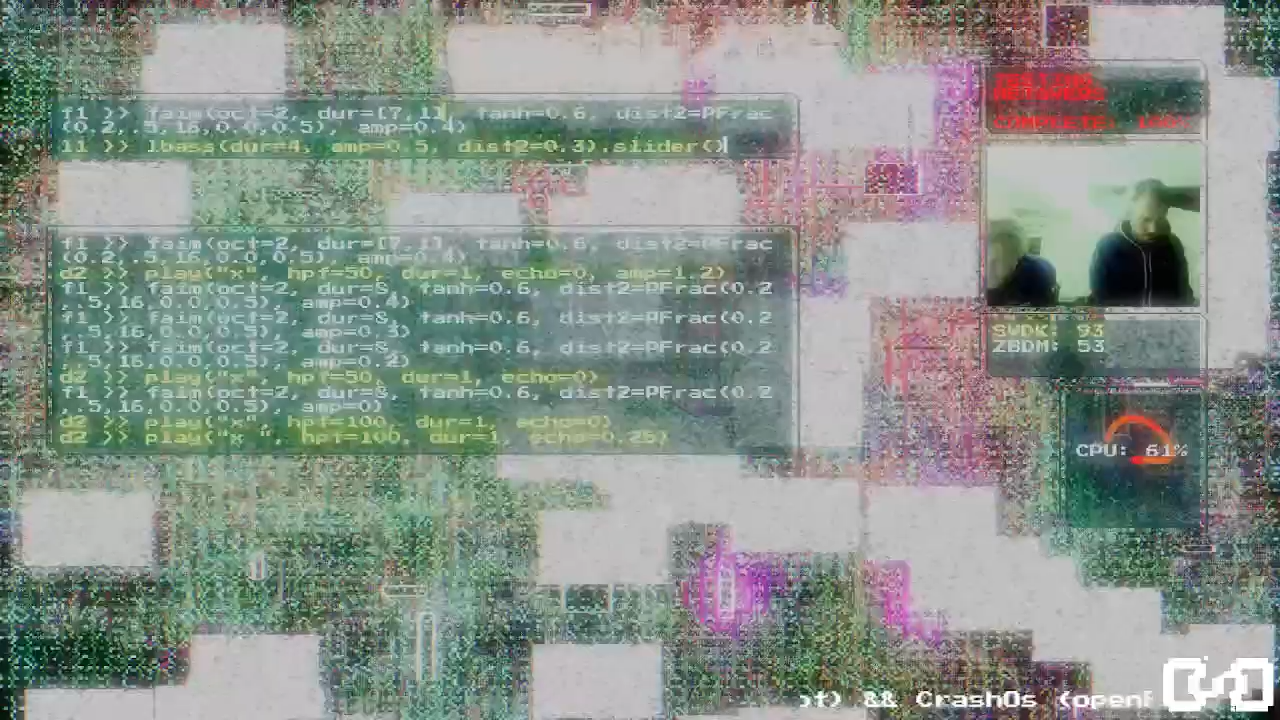 f1 >> faim(oct=2, dur=[7,1], tanh=0.6, dist2=PFrac
(0.2,.5,16,0.0,0.5), amp=0.4)
l1 >> lbass(dur=4, amp=0.5, dist2=0.3).slider()
f1 >> faim(oct=2, dur=[7,1], tanh=0.6, dist2=PFrac
(0.2,.5,16,0.0,0.5), amp=0.4)
d2 >> play("x", hpf=50, dur=1, echo=0, amp=1.2)
f1 >> faim(oct=2, dur=8, tanh=0.6, dist2=PFrac(0.2
,.5,16,0.0,0.5), amp=0.4)
f1 >> faim(oct=2, dur=8, tanh=0.6, dist2=PFrac(0.2
,.5,16,0.0,0.5), amp=0.3)
f1 >> faim(oct=2, dur=8, tanh=0.6, dist2=PFrac(0.2
,.5,16,0.0,0.5), amp=0.2)
d2 >> play("x", hpf=50, dur=1, echo=0)
f1 >> faim(oct=2, dur=8, tanh=0.6, dist2=PFrac(0.2
,.5,16,0.0,0.5), amp=0)
d2 >> play("x", hpf=100, dur=1, echo=0)
d2 >> play("x ", hpf=100, dur=1, echo=0.25)
COMPLETE: 100%
SWDK: 93
ZBDM: 53
CPU: 61%
ot) && CrashOs (openf